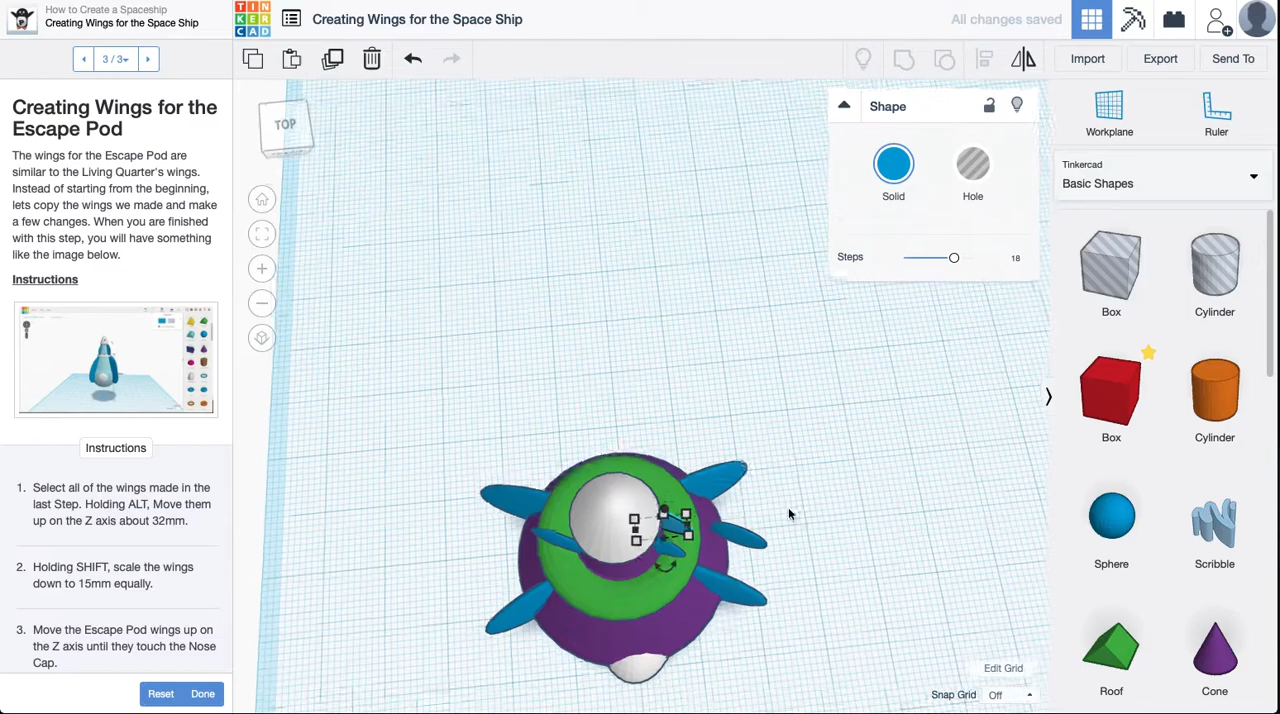 How to Create a Spaceship
Creating Wings for the Space Ship
TIN
KER
CAD
Creating Wings for the Space Ship
All changes saved
3 / 3
Import
Export
Send To
Creating Wings for the
Escape Pod
The wings for the Escape Pod are
similar to the Living Quarter's wings.
Instead of starting from the beginning,
lets copy the wings we made and make
a few changes. When you are finished
with this step, you will have something
like the image below.
Instructions
Instructions
1. Select all of the wings made in the
last Step. Holding ALT, Move them
up on the Z axis about 32mm.
2. Holding SHIFT, scale the wings
down to 15mm equally.
3. Move the Escape Pod wings up on
the Z axis until they touch the Nose
Cap.
Reset
Done
TOP
Shape
Solid
Hole
Steps
18
Edit Grid
Snap Grid
Off
Workplane
Ruler
Tinkercad
Basic Shapes
Box
Cylinder
Box
Cylinder
Sphere
Scribble
Roof
Cone